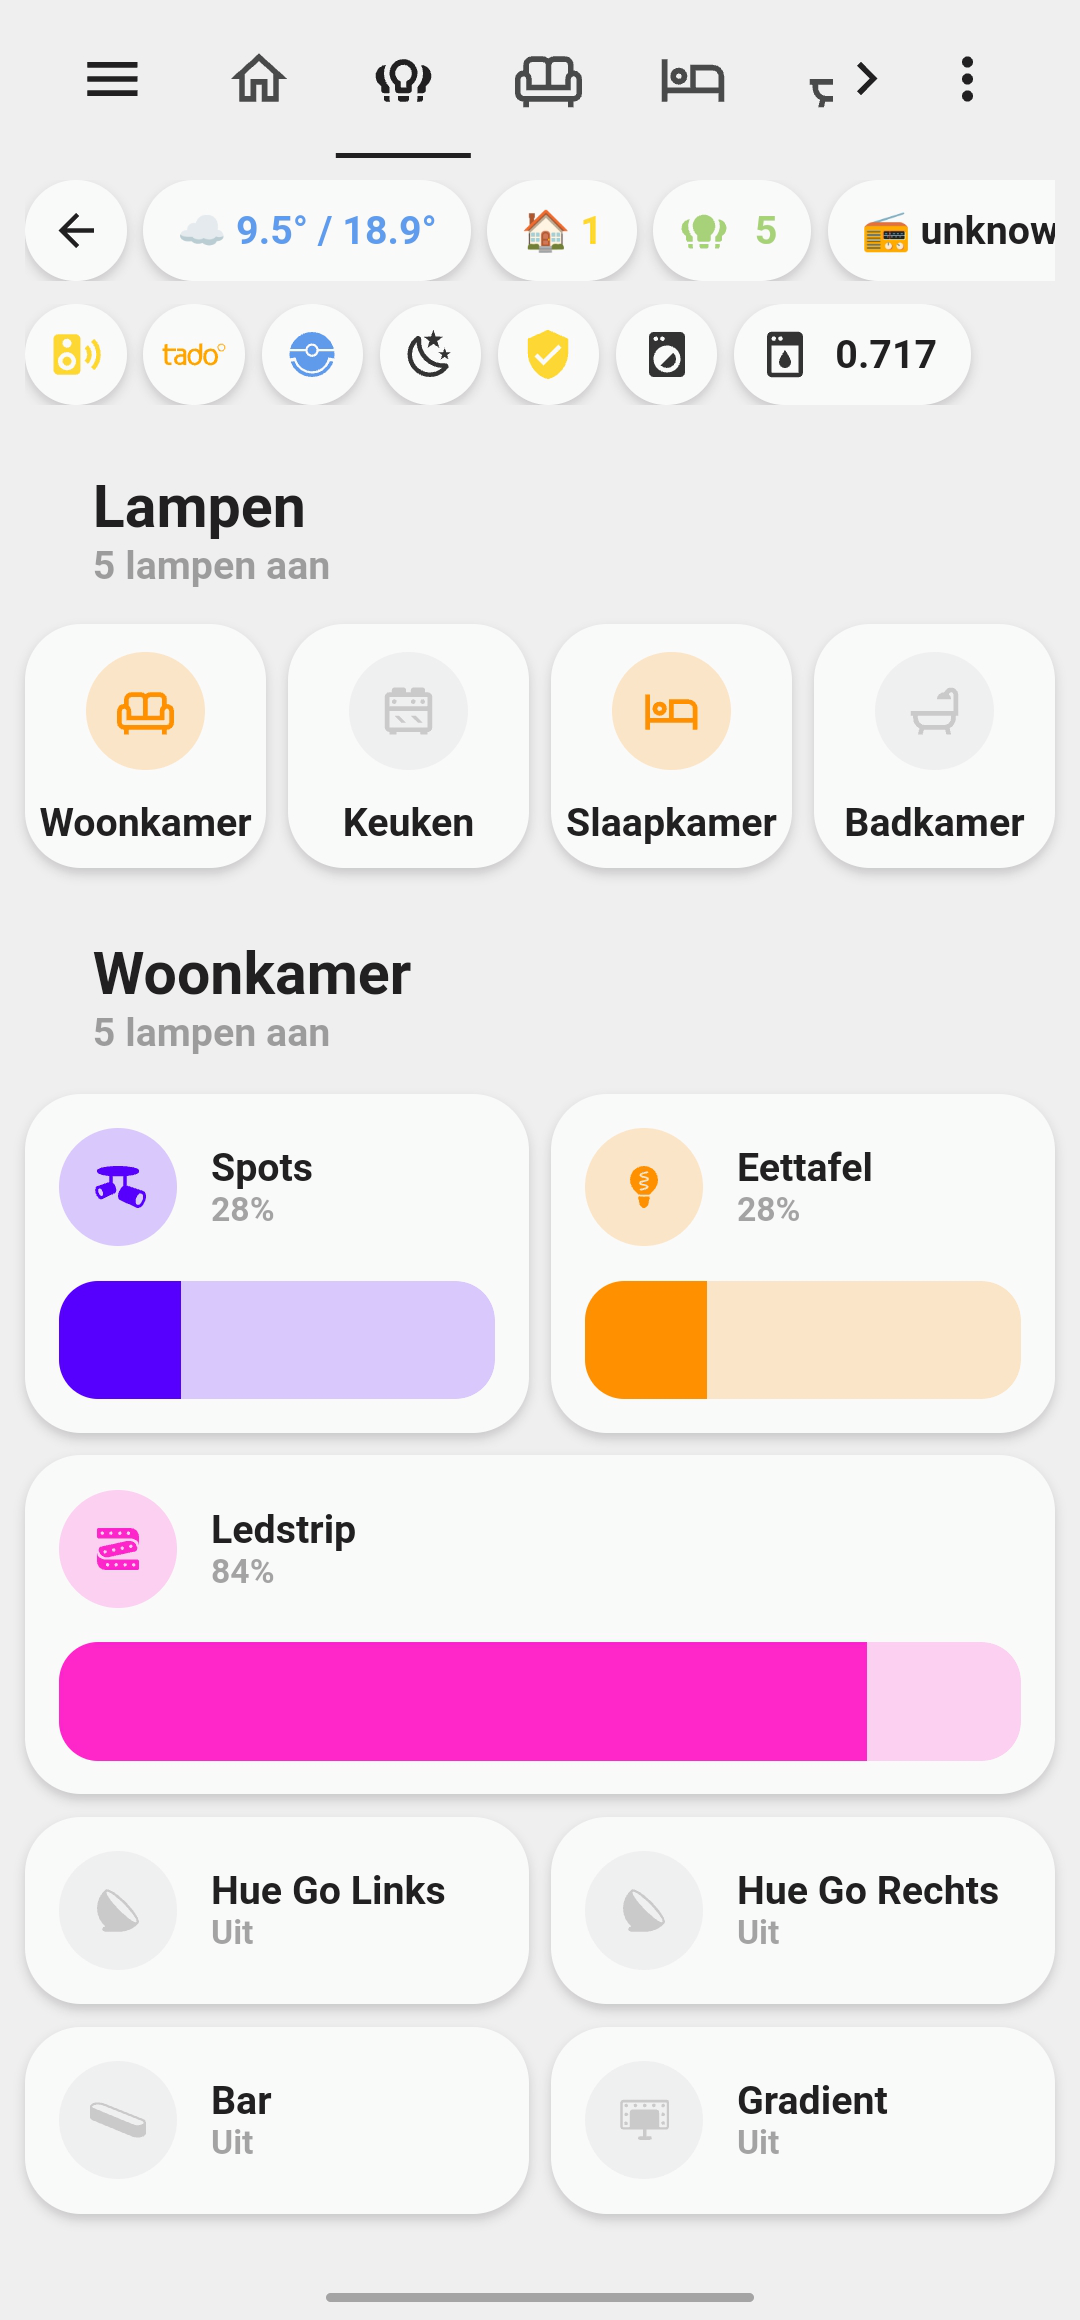 9.5° / 18.9°
1
5
unknow
tado°
0.717
Lampen
5 lampen aan
Woonkamer
Keuken
Slaapkamer
Badkamer
Woonkamer
5 lampen aan
Spots
28%
Eettafel
28%
Ledstrip
84%
Hue Go Links
Uit
Hue Go Rechts
Uit
Bar
Uit
Gradient
Uit